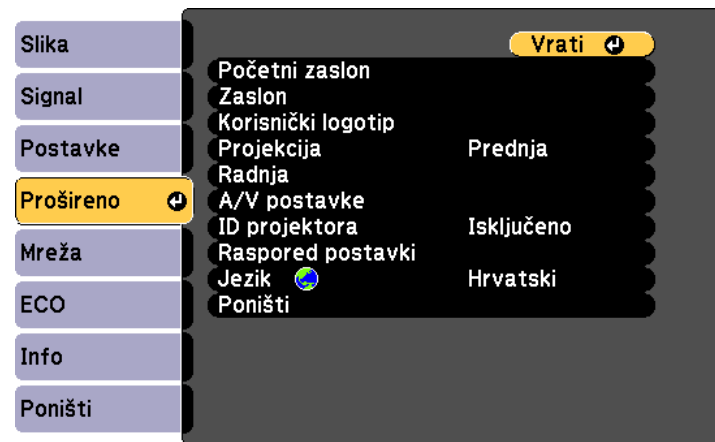 Slika
Signal
Postavke
Prošireno
Mreža
ECO
Info
Poništi
Vrati
Početni zaslon
Zaslon
Korisnički logotip
Projekcija Prednja
Radnja
A/V postavke
ID projektora Isključeno
Raspored postavki
Jezik Hrvatski
Poništi